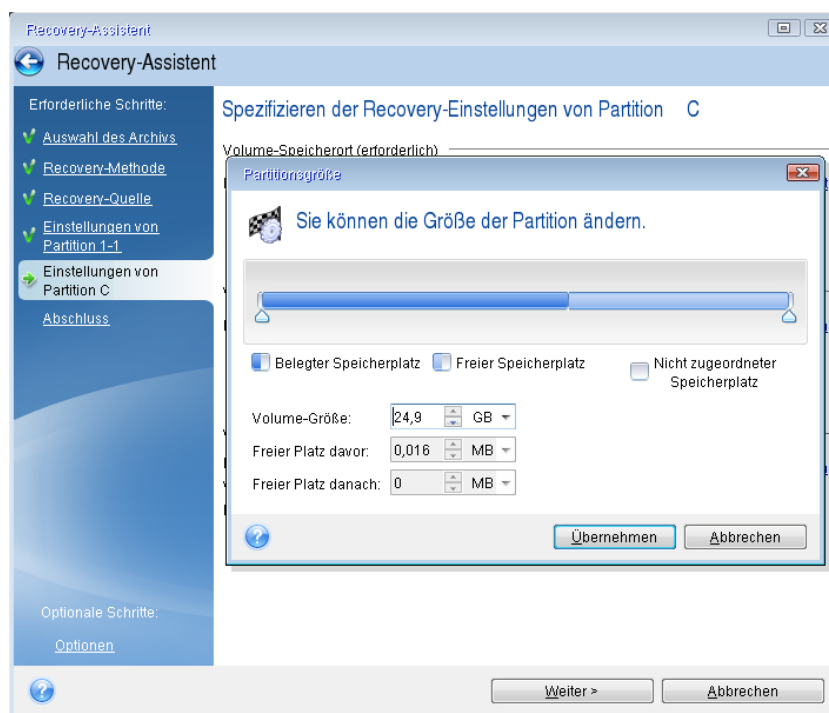 Recovery-Assistent
Recovery-Assistent
Erforderliche Schritte:
Auswahl des Archivs
Recovery-Methode
Recovery-Quelle
Einstellungen von
Partition 1-1
Einstellungen von
Partition C
Abschluss
Optionale Schritte:
Optionen
Spezifizieren der Recovery-Einstellungen von Partition C
Volume-Speicherort (erforderlich)
Partitionsgröße
Sie können die Größe der Partition ändern.
Belegter Speicherplatz
Freier Speicherplatz
Nicht zugeordneter
Speicherplatz
Volume-Größe: 24,9 GB
Freier Platz davor: 0,016 MB
Freier Platz danach: 0 MB
Übernehmen
Abbrechen
Weiter >
Abbrechen